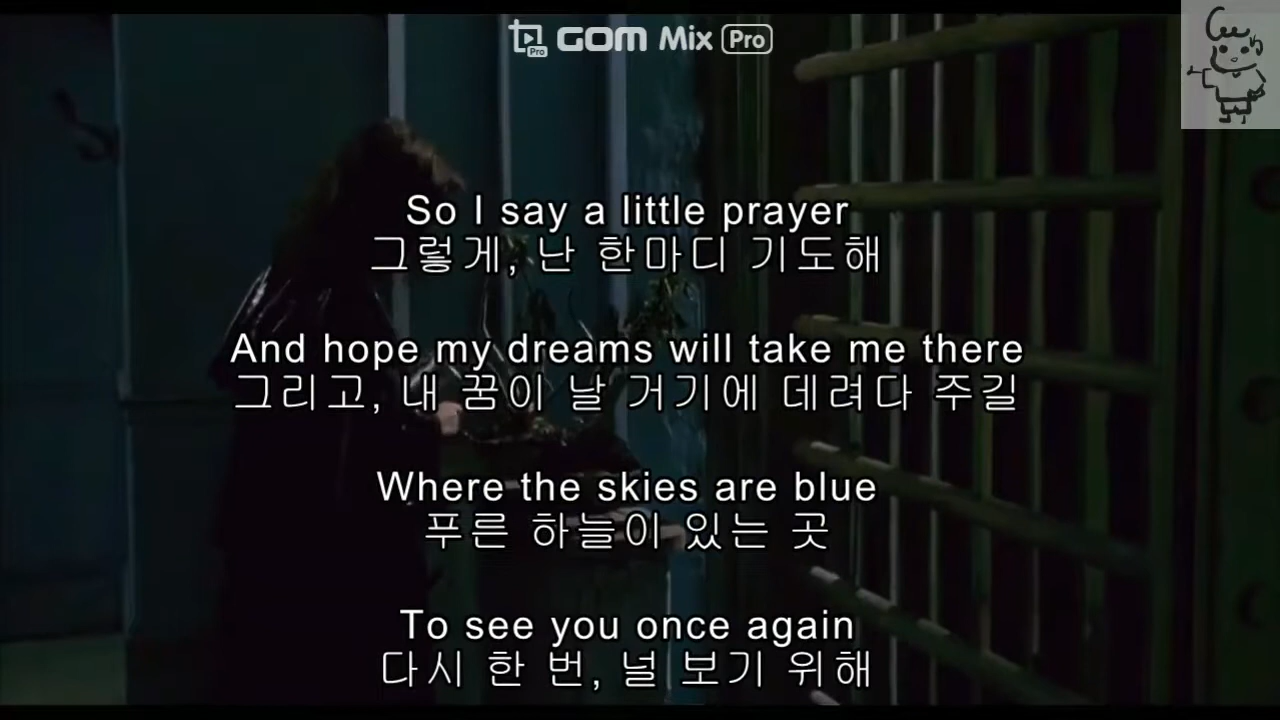 GOM Mix Pro
So I say a little prayer
그렇게, 난 한마디 기도해
And hope my dreams will take me there
그리고, 내 꿈이 날 거기에 데려다 주길
Where the skies are blue
푸른 하늘이 있는 곳
To see you once again
다시 한 번, 널 보기 위해